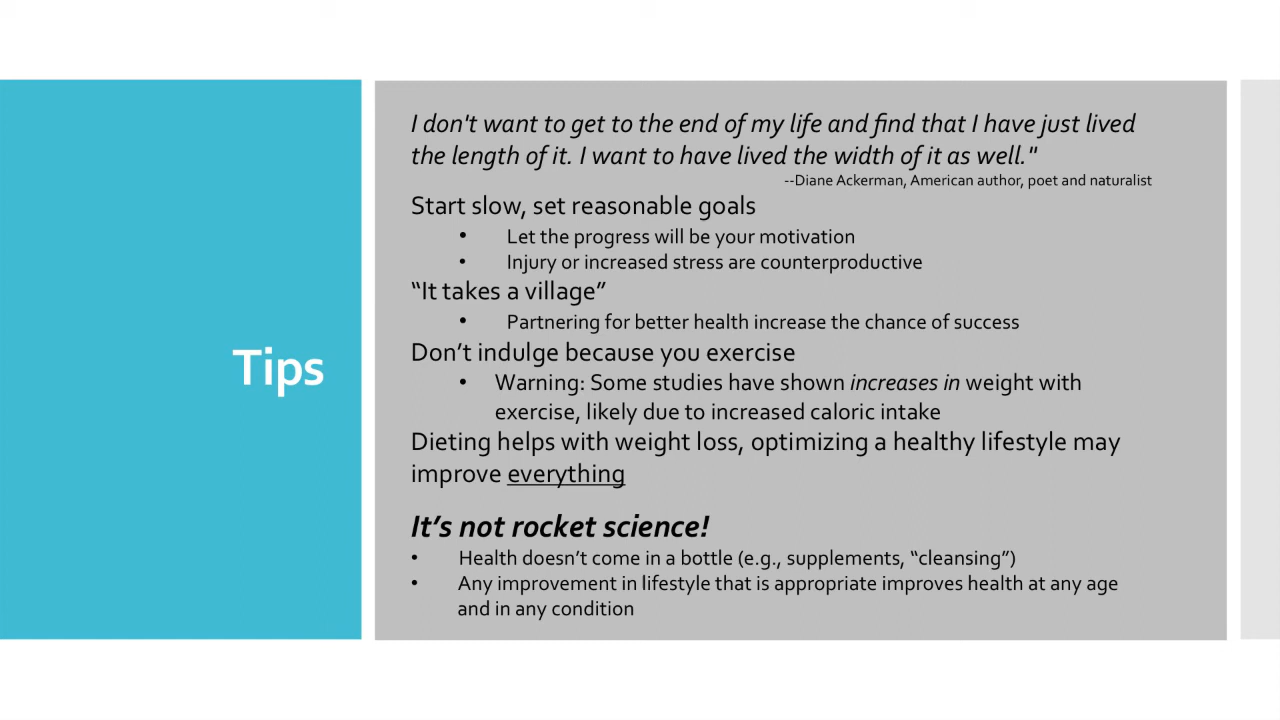 Tips
I don't want to get to the end of my life and find that I have just lived
the length of it. I want to have lived the width of it as well."
--Diane Ackerman, American author, poet and naturalist
Start slow, set reasonable goals
• Let the progress will be your motivation
• Injury or increased stress are counterproductive
“It takes a village”
• Partnering for better health increase the chance of success
Don’t indulge because you exercise
• Warning: Some studies have shown increases in weight with
exercise, likely due to increased caloric intake
Dieting helps with weight loss, optimizing a healthy lifestyle may
improve everything
It’s not rocket science!
• Health doesn’t come in a bottle (e.g., supplements, “cleansing”)
• Any improvement in lifestyle that is appropriate improves health at any age
and in any condition